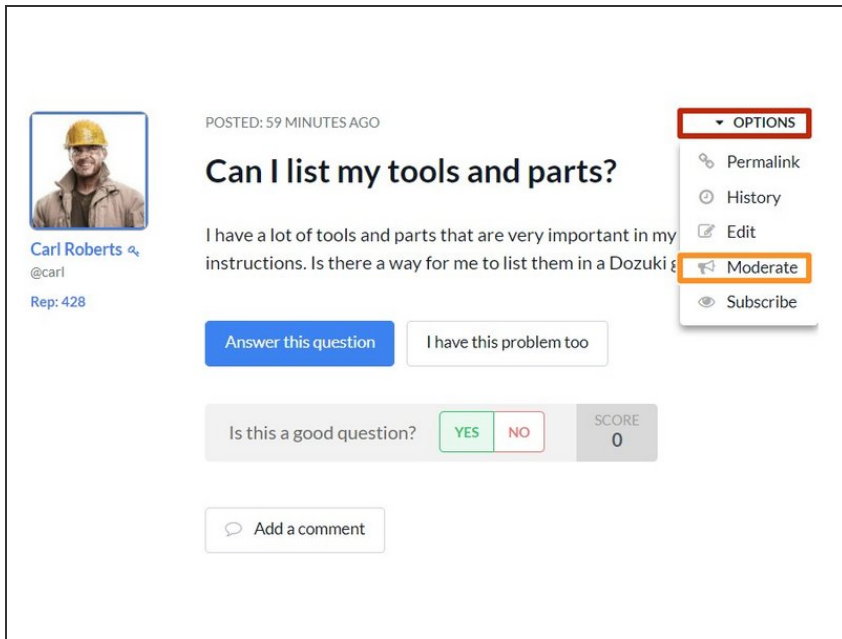 POSTED: 59 MINUTES AGO
OPTIONS
Can I list my tools and parts?
Permalink
History
Edit
Moderate
Subscribe
I have a lot of tools and parts that are very important in my
instructions. Is there a way for me to list them in a Dozuki
Carl Roberts
@carl
Rep: 428
Answer this question
I have this problem too
Is this a good question?
YES
NO
SCORE
0
Add a comment